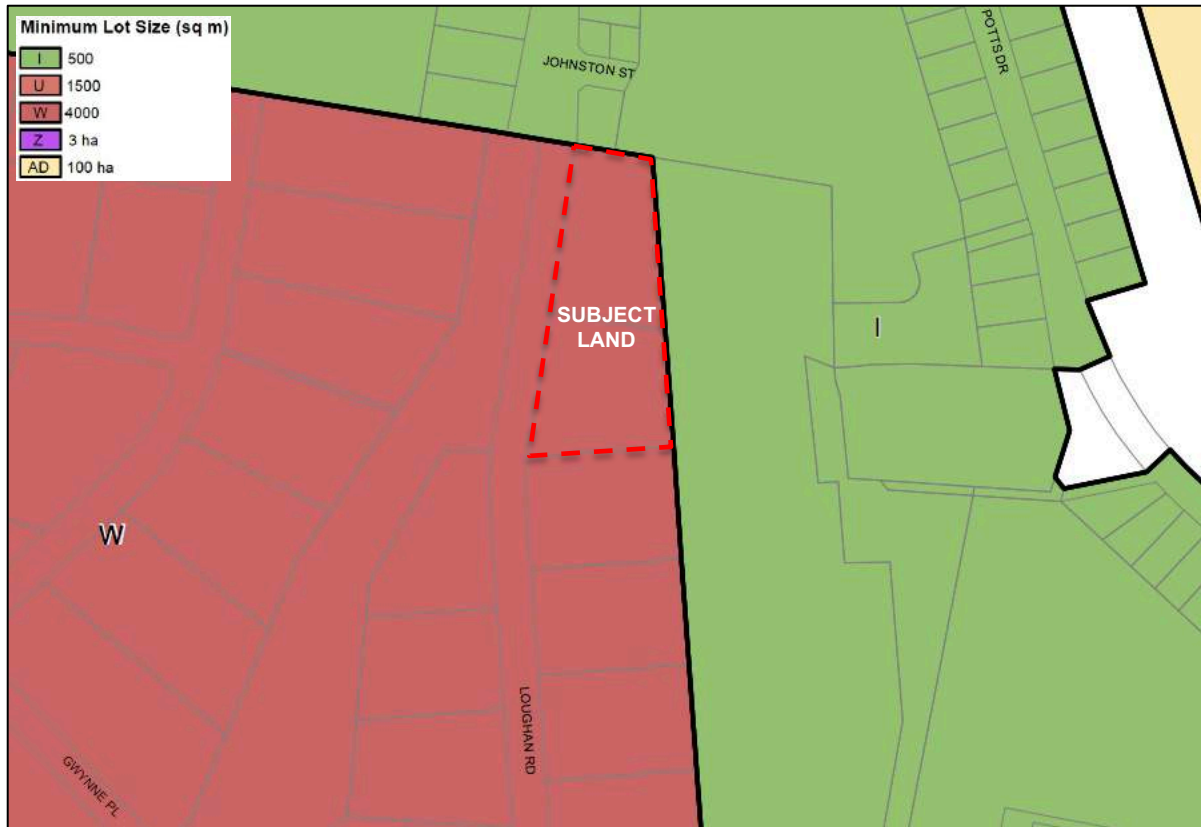 Minimum Lot Size (sq m)
I 500
U 1500
W 4000
Z 3 ha
AD 100 ha
JOHNSTON ST
POTTS DR
SUBJECT
LAND
I
W
LOUGHAN RD
GWYNNE PL